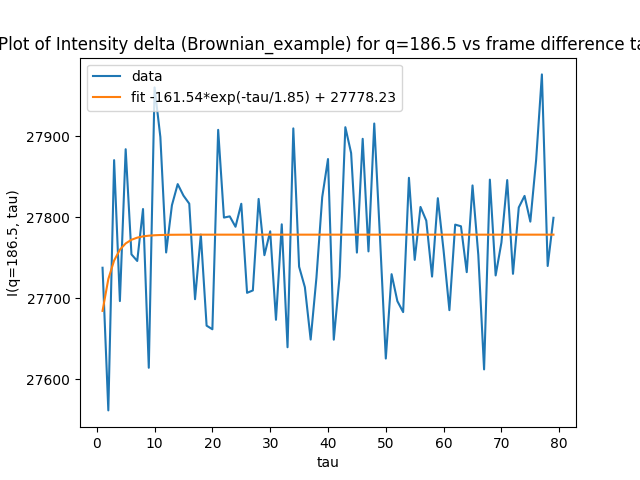 Plot of Intensity delta (Brownian_example) for q=186.5 vs frame difference ta
data
fit -161.54*exp(-tau/1.85) + 27778.23
I(q=186.5, tau)
27900
27800
27700
27600
0 10 20 30 40 50 60 70 80
tau